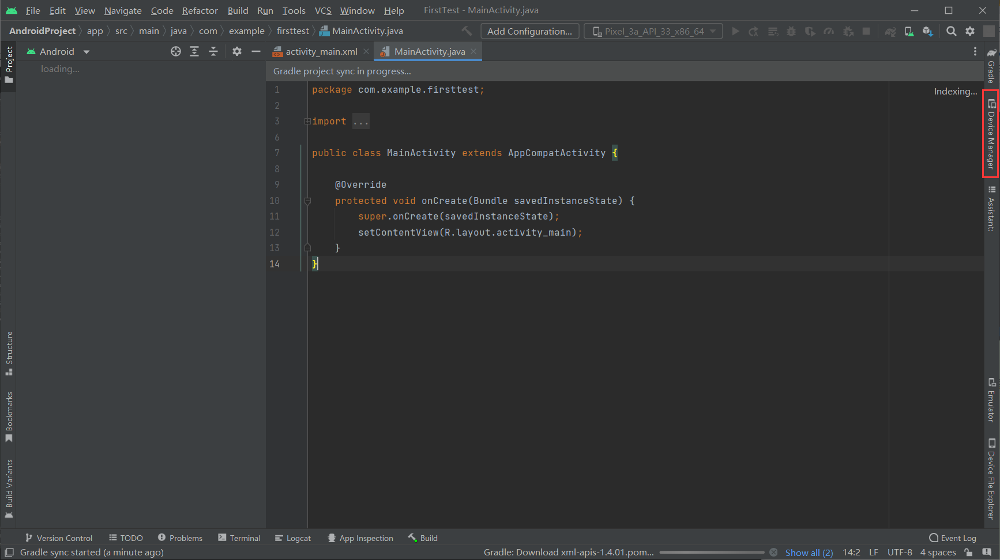 File Edit View Navigate Code Refactor Build Run Tools VCS Window Help FirstTest - MainActivity.java
AndroidProject app src main java com example firsttest MainActivity.java Add Configuration... Pixel_3a_API_33_x86_64
Project
Android
activity_main.xml MainActivity.java
loading...
Gradle project sync in progress...
Gradle
Indexing...
1 package com.example.firsttest;
2
3 import ...
6
7 public class MainActivity extends AppCompatActivity {
8
9 @Override
10 protected void onCreate(Bundle savedInstanceState) {
11 super.onCreate(savedInstanceState);
12 setContentView(R.layout.activity_main);
13 }
14 }
Device Manager
Assistant:
Structure
Bookmarks
Build Variants
Emulator
Device File Explorer
Version Control TODO Problems Terminal Logcat App Inspection Build Event Log
Gradle sync started (a minute ago) Gradle: Download xml-apis-1.4.01.pom... Show all (2) 14:2 LF UTF-8 4 spaces